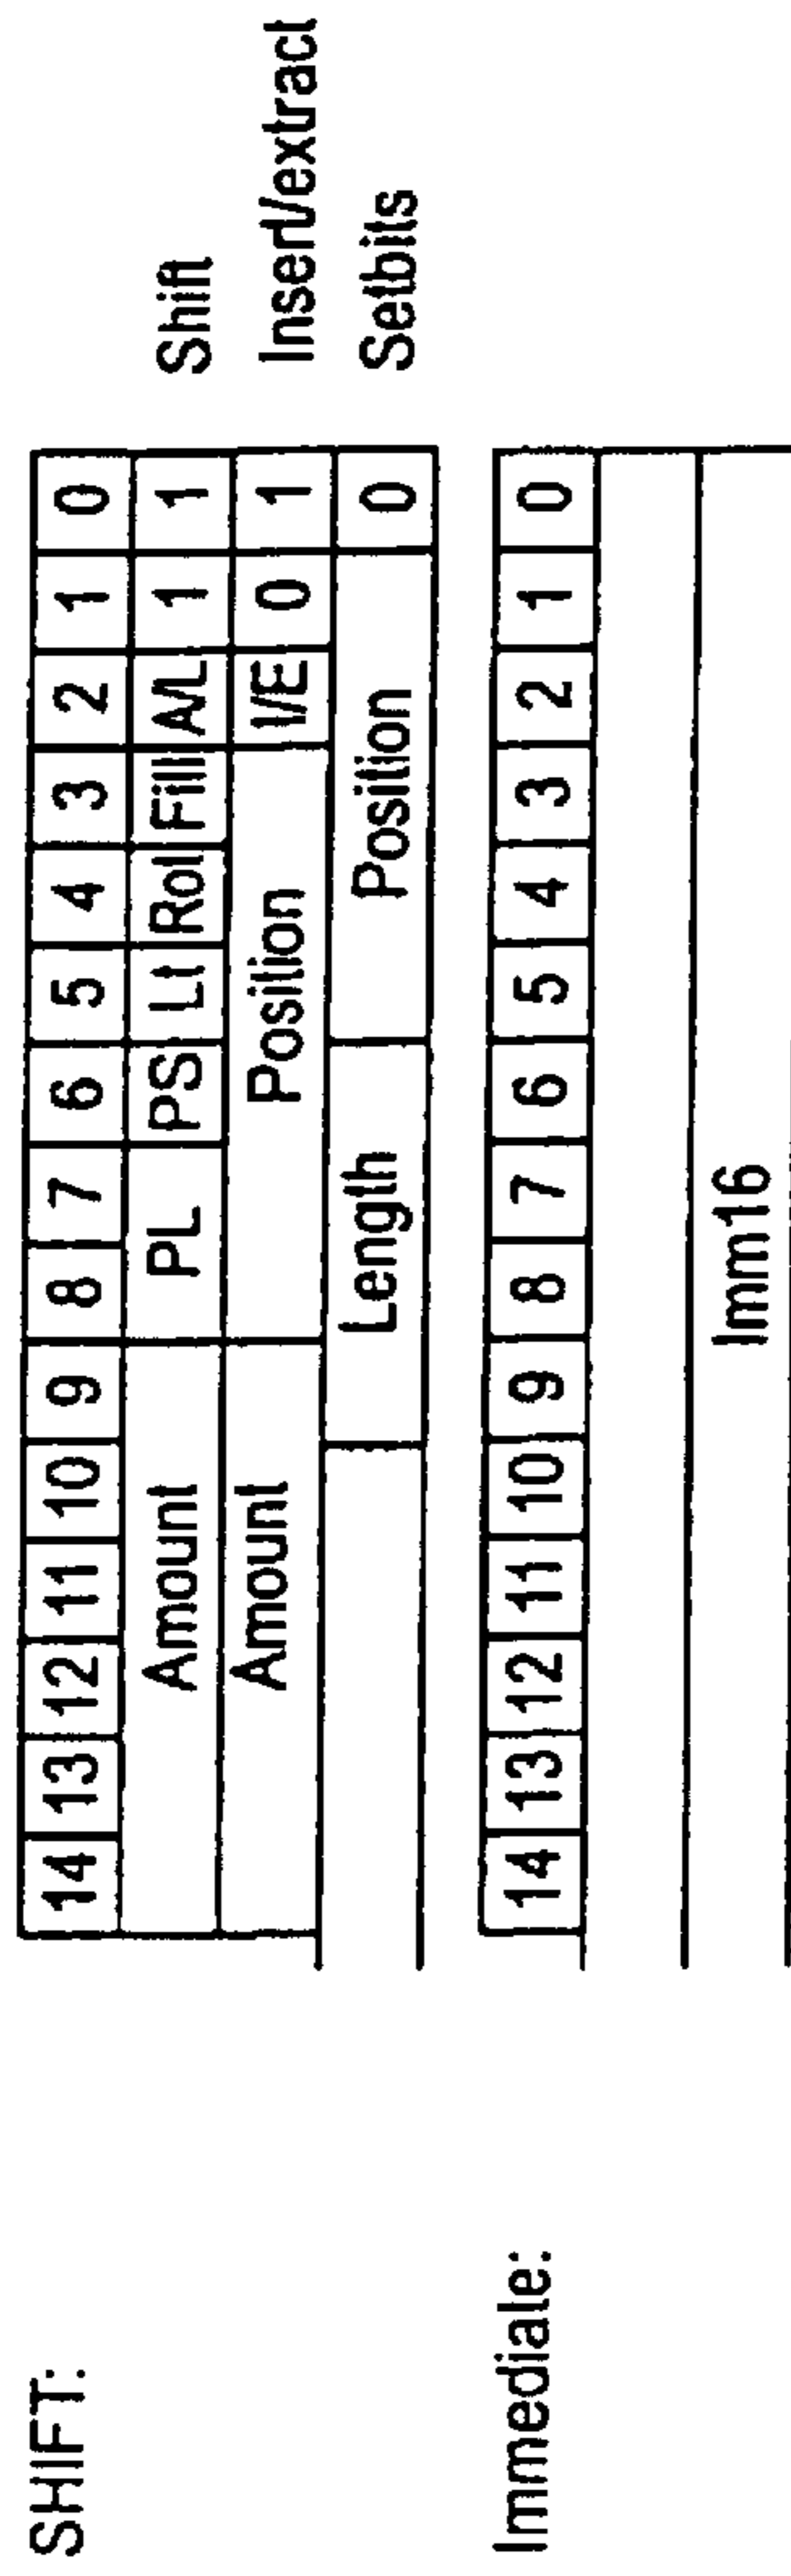 SHIFT:
14 13 12 11 10 9 8 7 6 5 4 3 2 1 0
Amount PL PS Lt Rol Fill A/L 1 1 Shift
Amount Position I/E 0 1 Insert/extract
Length Position 0 Setbits
Immediate:
14 13 12 11 10 9 8 7 6 5 4 3 2 1 0
Imm16